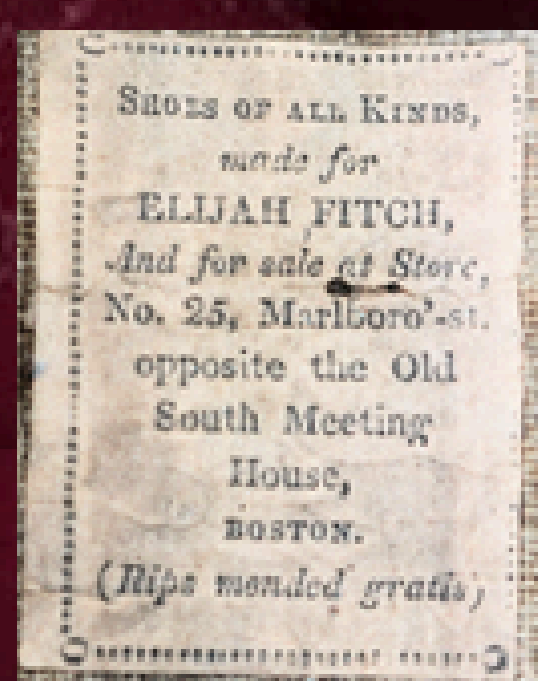 SHOES OF ALL KINDS,
made for
ELIJAH FITCH,
And for sale at Store,
No. 25, Marlboro'-st.
opposite the Old
South Meeting
House,
BOSTON.
(Rips mended gratis)